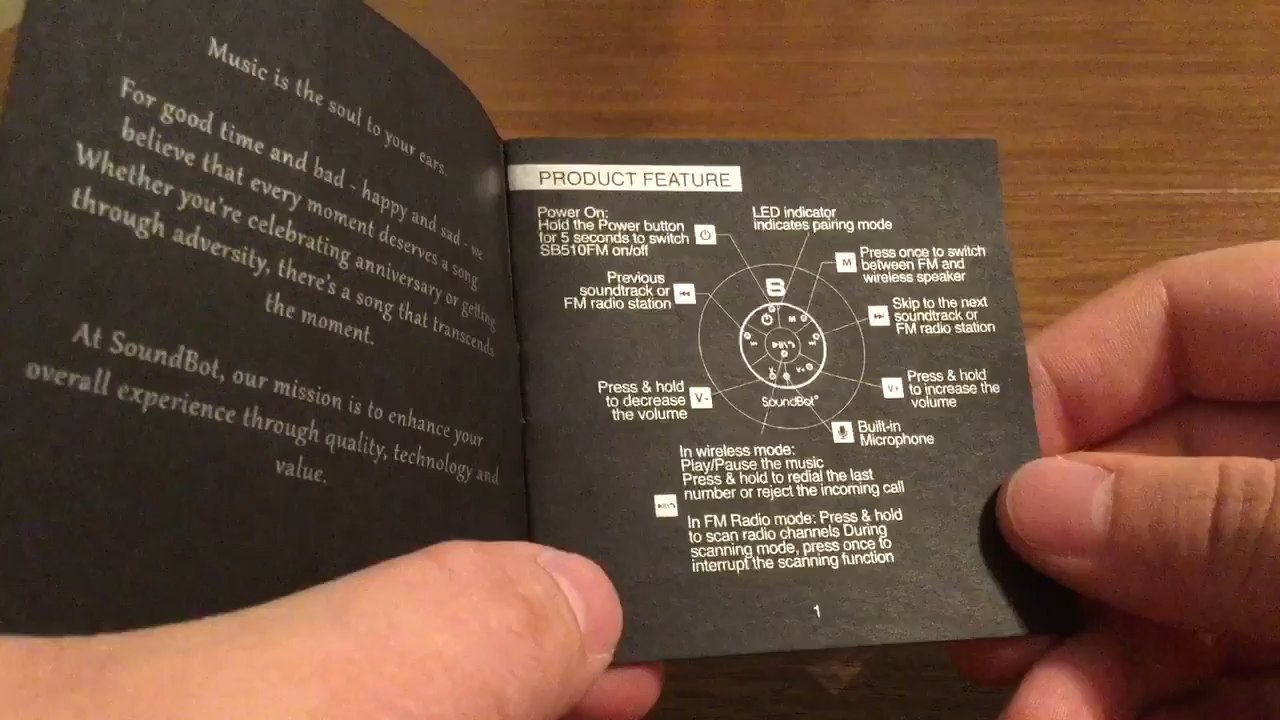 Music is the soul to your ears.
For good time and bad - happy and sad - we
believe that every moment deserves a song.
Whether you're celebrating anniversary or getting
through adversity, there's a song that transcends
the moment.
At SoundBot, our mission is to enhance your
overall experience through quality, technology and
value.
PRODUCT FEATURE
Power On:
Hold the Power button
for 5 seconds to switch
SB510FM on/off
LED indicator
indicates pairing mode
M
Press once to switch
between FM and
wireless speaker
Previous
soundtrack or
FM radio station
Skip to the next
soundtrack or
FM radio station
M
V-
V+
Press & hold
to decrease
the volume
V-
V+
Press & hold
to increase the
volume
SoundBot®
Built-in
Microphone
In wireless mode:
Play/Pause the music
Press & hold to redial the last
number or reject the incoming call
In FM Radio mode: Press & hold
to scan radio channels During
scanning mode, press once to
interrupt the scanning function
1